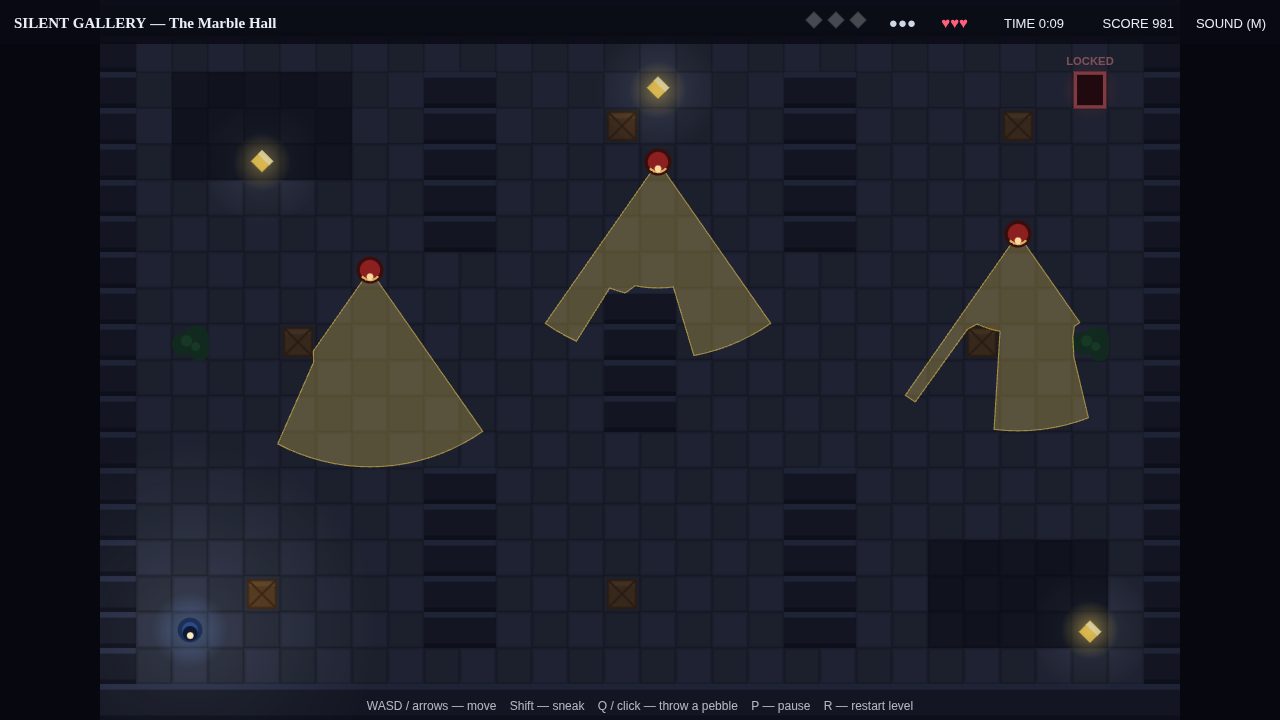 SILENT GALLERY — The Marble Hall
TIME 0:09
SCORE 981
SOUND (M)
LOCKED
WASD / arrows — move Shift — sneak Q / click — throw a pebble P — pause R — restart level